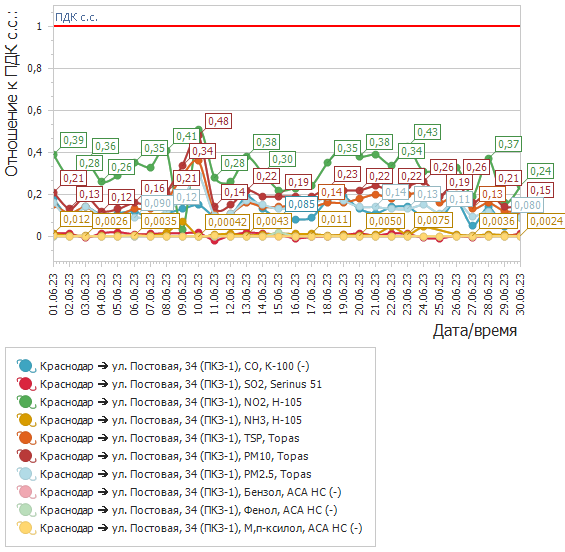 ПДК с.с.
Отношение к ПДК с.с.:
1
0,8
0,6
0,4
0,2
0
0,39 0,36 0,28 0,26 0,35 0,41 0,48 0,34 0,28 0,38 0,30 0,35 0,38 0,34 0,43 0,26 0,37 0,24
0,21 0,13 0,12 0,16 0,21 0,14 0,22 0,19 0,23 0,22 0,22 0,19 0,21 0,15
0,090 0,12 0,085 0,14 0,14 0,13 0,11 0,13 0,080
0,012 0,0026 0,0035 0,00042 0,0043 0,011 0,0050 0,0075 0,0036 0,0024
01.06.23 02.06.23 03.06.23 04.06.23 05.06.23 06.06.23 07.06.23 08.06.23 09.06.23 10.06.23 11.06.23 12.06.23 13.06.23 14.06.23 15.06.23 16.06.23 17.06.23 18.06.23 19.06.23 20.06.23 21.06.23 22.06.23 23.06.23 24.06.23 25.06.23 26.06.23 27.06.23 28.06.23 29.06.23 30.06.23
Дата/время
Краснодар ➔ ул. Постовая, 34 (ПКЗ-1), CO, К-100 (-)
Краснодар ➔ ул. Постовая, 34 (ПКЗ-1), SO2, Serinus 51
Краснодар ➔ ул. Постовая, 34 (ПКЗ-1), NO2, Н-105
Краснодар ➔ ул. Постовая, 34 (ПКЗ-1), NH3, Н-105
Краснодар ➔ ул. Постовая, 34 (ПКЗ-1), TSP, Topas
Краснодар ➔ ул. Постовая, 34 (ПКЗ-1), PM10, Topas
Краснодар ➔ ул. Постовая, 34 (ПКЗ-1), PM2.5, Topas
Краснодар ➔ ул. Постовая, 34 (ПКЗ-1), Бензол, АСА НС (-)
Краснодар ➔ ул. Постовая, 34 (ПКЗ-1), Фенол, АСА НС (-)
Краснодар ➔ ул. Постовая, 34 (ПКЗ-1), М,п-ксилол, АСА НС (-)